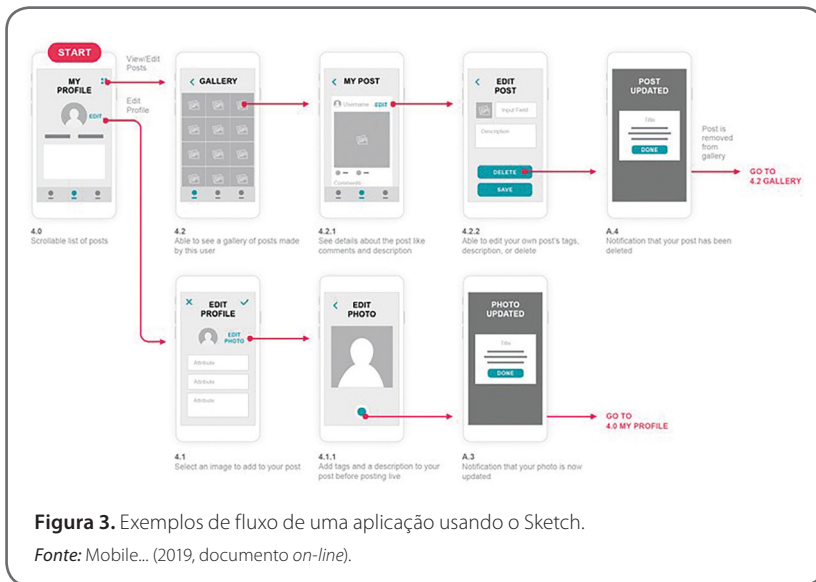 START
View/Edit
Posts
MY
PROFILE
EDIT
Edit
Profile
4.0
Scrollable list of posts
GALLERY
4.2
Able to see a gallery of posts made
by this user
MY POST
Username
EDIT
Comments
4.2.1
See details about the post like
comments and description
EDIT
POST
Input Field
Description
DELETE
SAVE
4.2.2
Able to edit your own post's tags,
description, or delete
POST
UPDATED
Title
DONE
A.4
Notification that your post has been
deleted
Post is
removed
from
gallery
GO TO
4.2 GALLERY
EDIT
PROFILE
EDIT
PHOTO
Attribute
Attribute
Attribute
4.1
Select an image to add to your post
EDIT
PHOTO
4.1.1
Add tags and a description to your
post before posting live
PHOTO
UPDATED
Title
DONE
A.3
Notification that your photo is now
updated
GO TO
4.0 MY PROFILE
Figura 3. Exemplos de fluxo de uma aplicação usando o Sketch.
Fonte: Mobile... (2019, documento on-line).